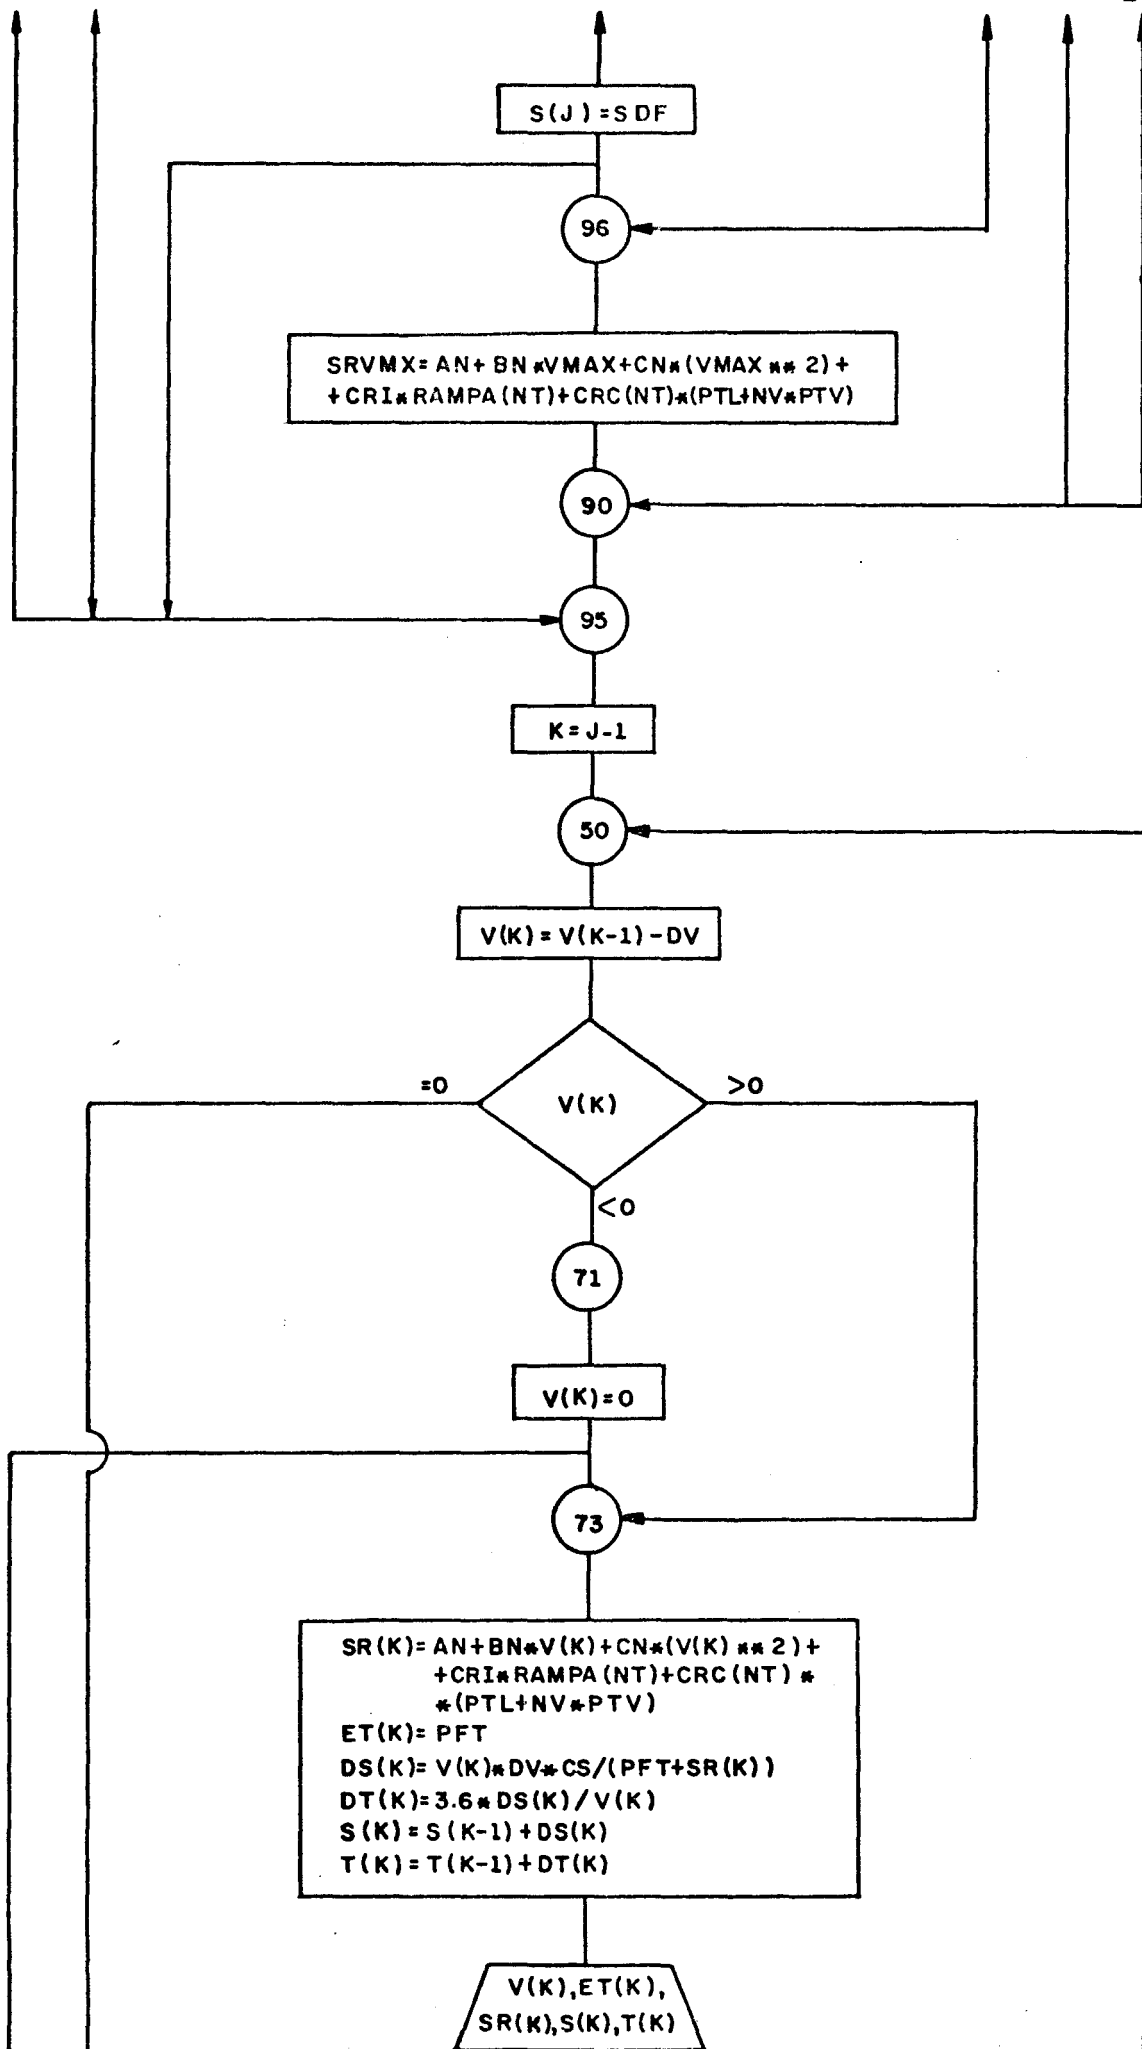 S(J)=SDF
96
SRVMX=AN+BN*VMAX+CN*(VMAX**2)+
+CRI*RAMPA(NT)+CRC(NT)*(PTL+NV*PTV)
90
95
K=J-1
50
V(K)=V(K-1)-DV
=0
>0
V(K)
<0
71
V(K)=0
73
SR(K)=AN+BN*V(K)+CN*(V(K)**2)+
+CRI*RAMPA(NT)+CRC(NT)*
*(PTL+NV*PTV)
ET(K)=PFT
DS(K)=V(K)*DV*CS/(PFT+SR(K))
DT(K)=3.6*DS(K)/V(K)
S(K)=S(K-1)+DS(K)
T(K)=T(K-1)+DT(K)
V(K),ET(K),
SR(K),S(K),T(K)